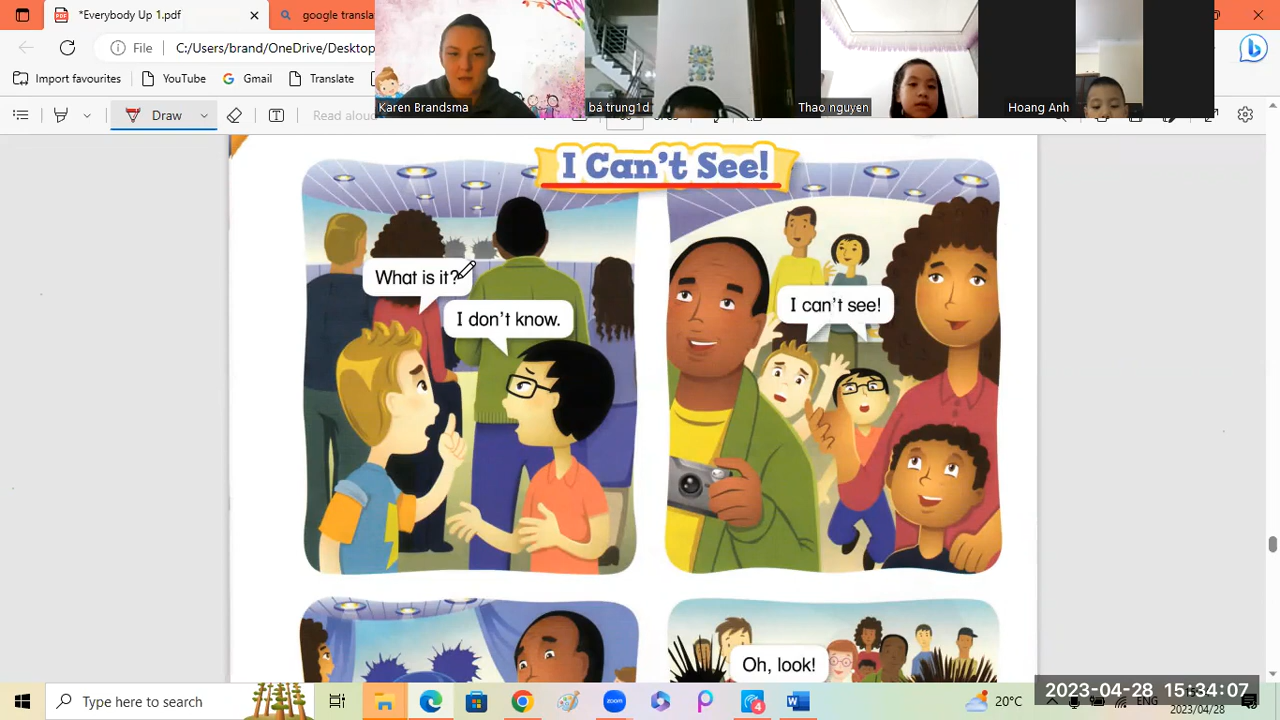 *Everybody Up 1.pdf
google transl
C:/Users/brand/OneDrive/Desktop
Import favourites
YouTube
Gmail
Translate
Draw
Read aloud
Karen Brandsma
bá trung1d
Thao nguyen
Hoang Anh
I Can't See!
What is it?
I don't know.
I can't see!
Oh, look!
Type here to search
4
20°C
ENG
2023-04-28 15:34:07
2023/04/28